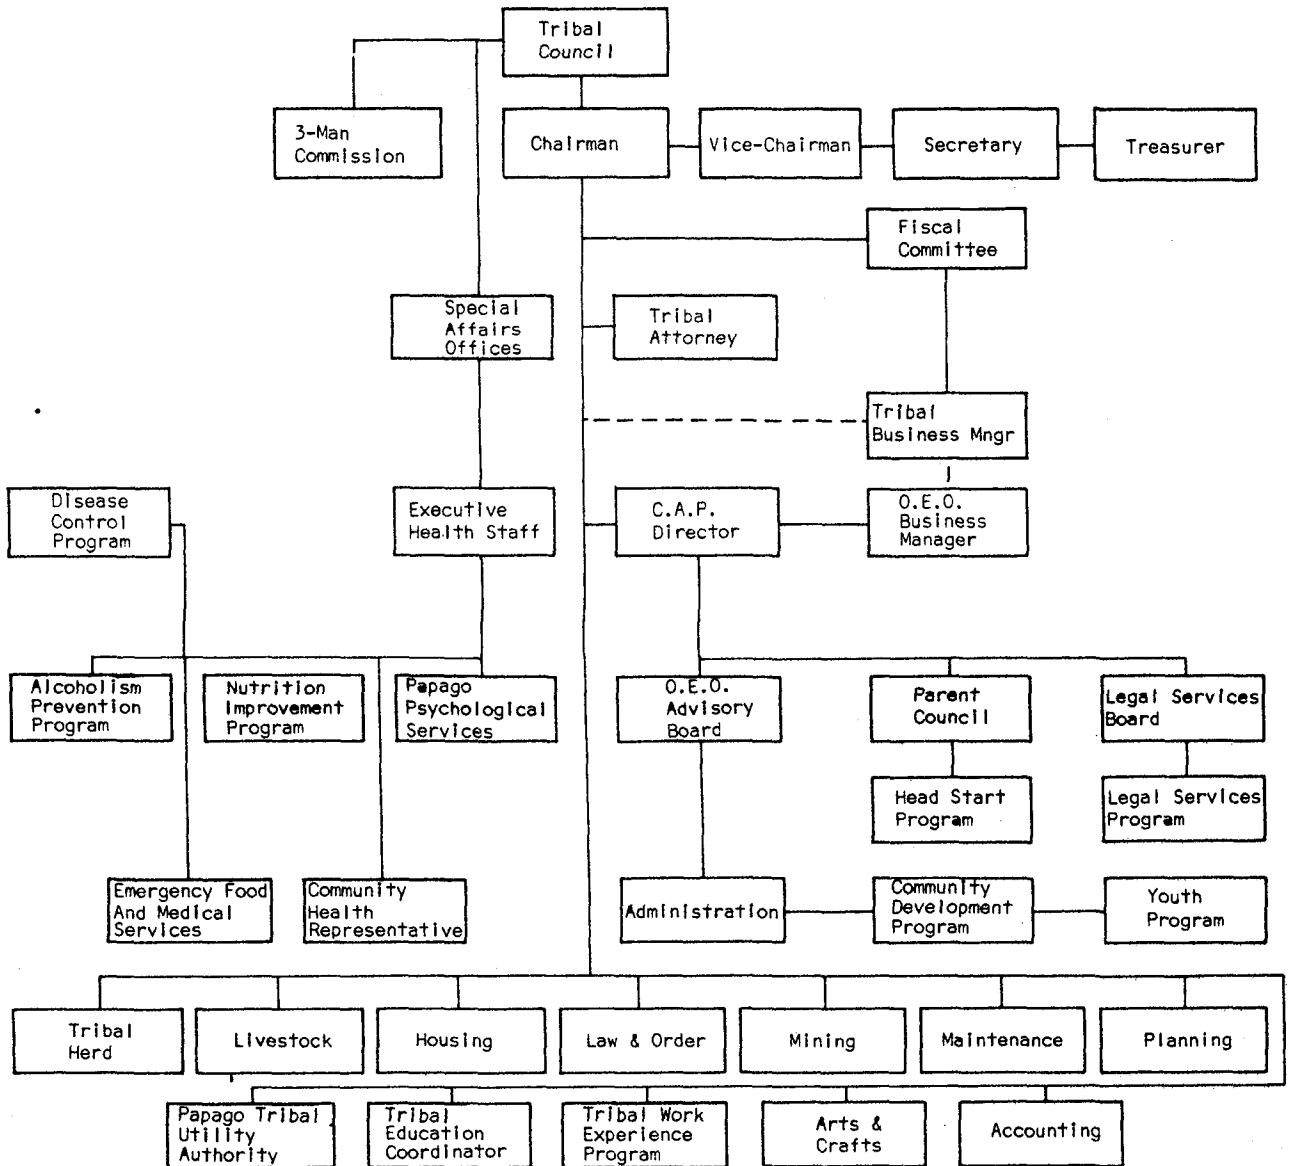 Tribal
Council
3-Man
Commission
Chairman
Vice-Chairman
Secretary
Treasurer
Fiscal
Committee
Special
Affairs
Offices
Tribal
Attorney
Tribal
Business Mngr
Disease
Control
Program
Executive
Health Staff
C.A.P.
Director
O.E.O.
Business
Manager
Alcoholism
Prevention
Program
Nutrition
Improvement
Program
Papago
Psychological
Services
O.E.O.
Advisory
Board
Parent
Council
Legal Services
Board
Head Start
Program
Legal Services
Program
Emergency Food
And Medical
Services
Community
Health
Representative
Administration
Community
Development
Program
Youth
Program
Tribal
Herd
Livestock
Housing
Law & Order
Mining
Maintenance
Planning
Papago Tribal
Utility
Authority
Tribal
Education
Coordinator
Tribal Work
Experience
Program
Arts &
Crafts
Accounting